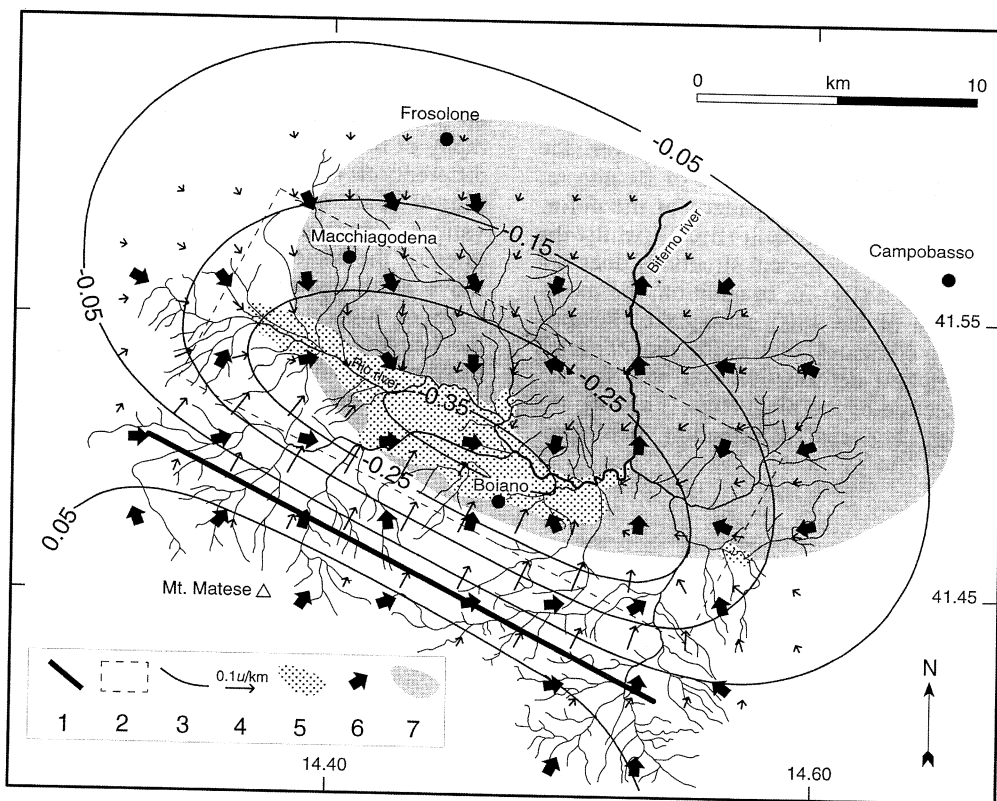 0 km 10
Frosolone
-0.05
Biferno river
-0.15
Macchiagodena
Campobasso
-0.05
41.55
Rio river
-0.35
-0.25
-0.25
Boiano
0.05
Mt. Matese
41.45
0.1u/km
N
1 2 3 4 5 6 7
14.40
14.60